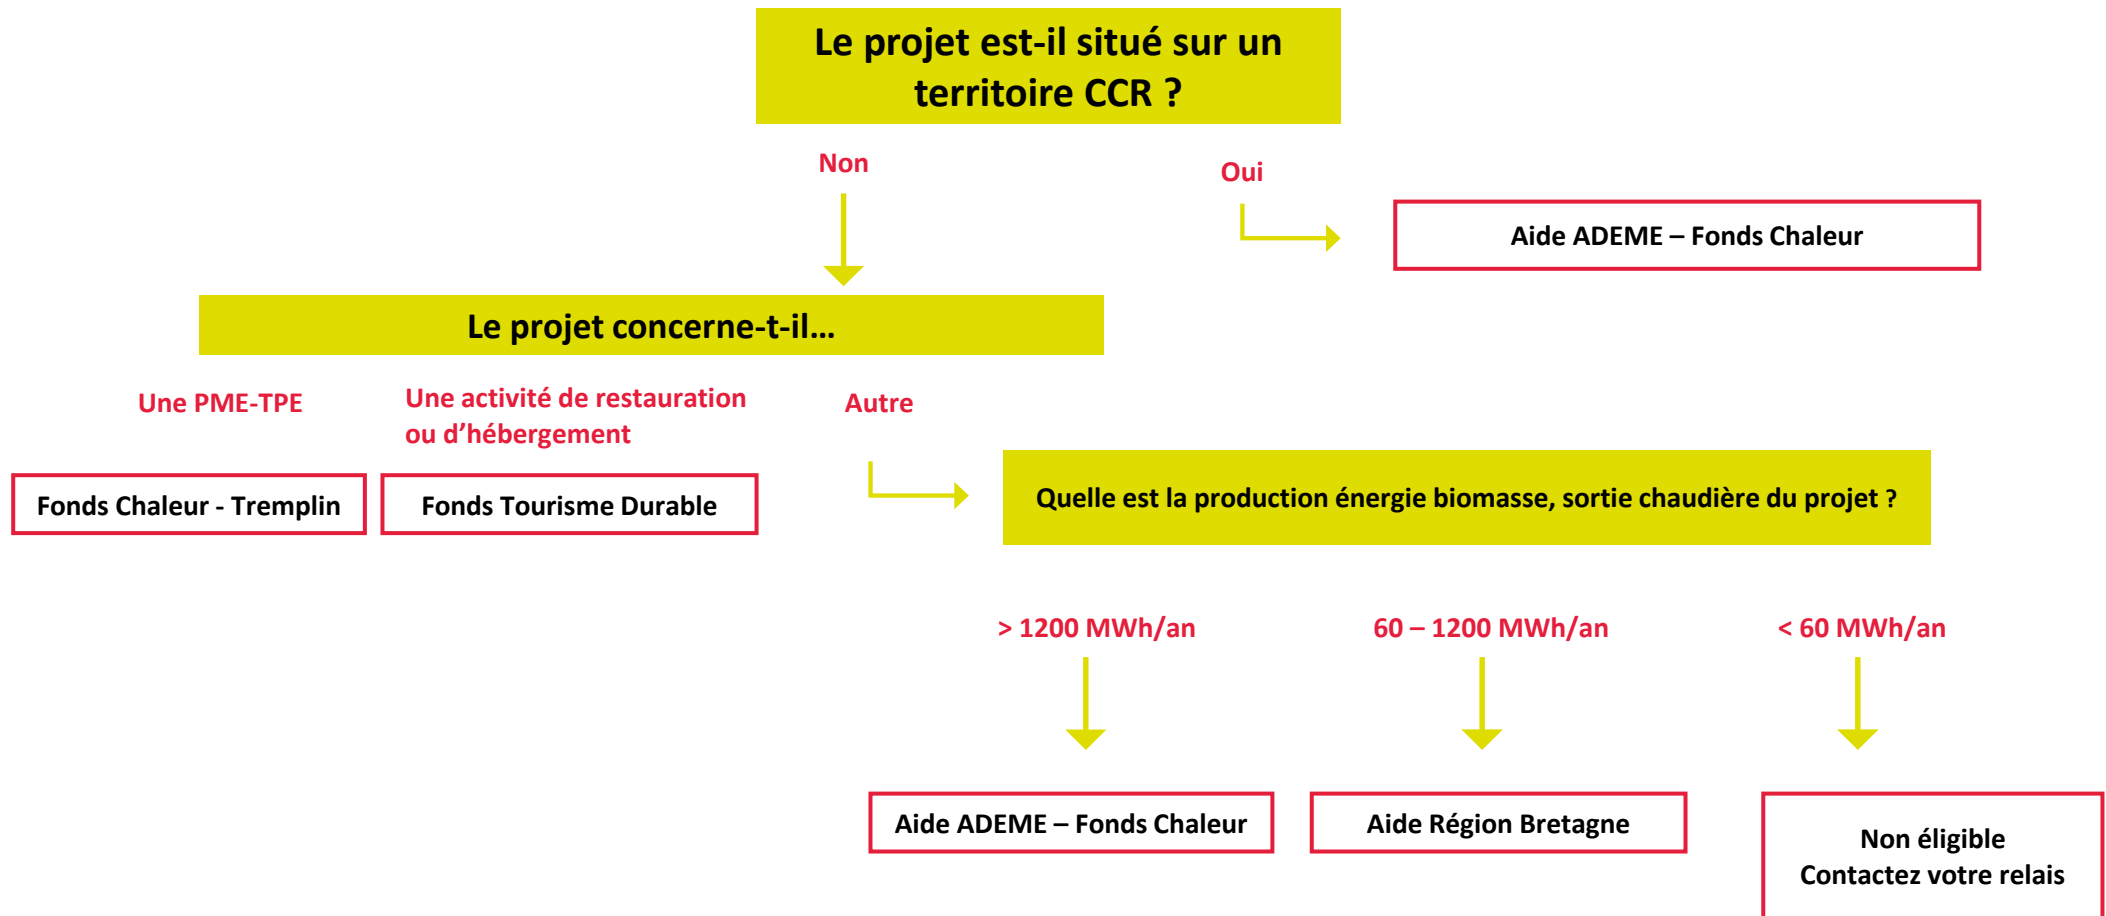 Le projet est-il situé sur un
territoire CCR ?
Non
Oui
Aide ADEME – Fonds Chaleur
Le projet concerne-t-il…
Une PME-TPE
Une activité de restauration
ou d’hébergement
Autre
Fonds Chaleur - Tremplin
Fonds Tourisme Durable
Quelle est la production énergie biomasse, sortie chaudière du projet ?
> 1200 MWh/an
60 – 1200 MWh/an
< 60 MWh/an
Aide ADEME – Fonds Chaleur
Aide Région Bretagne
Non éligible
Contactez votre relais